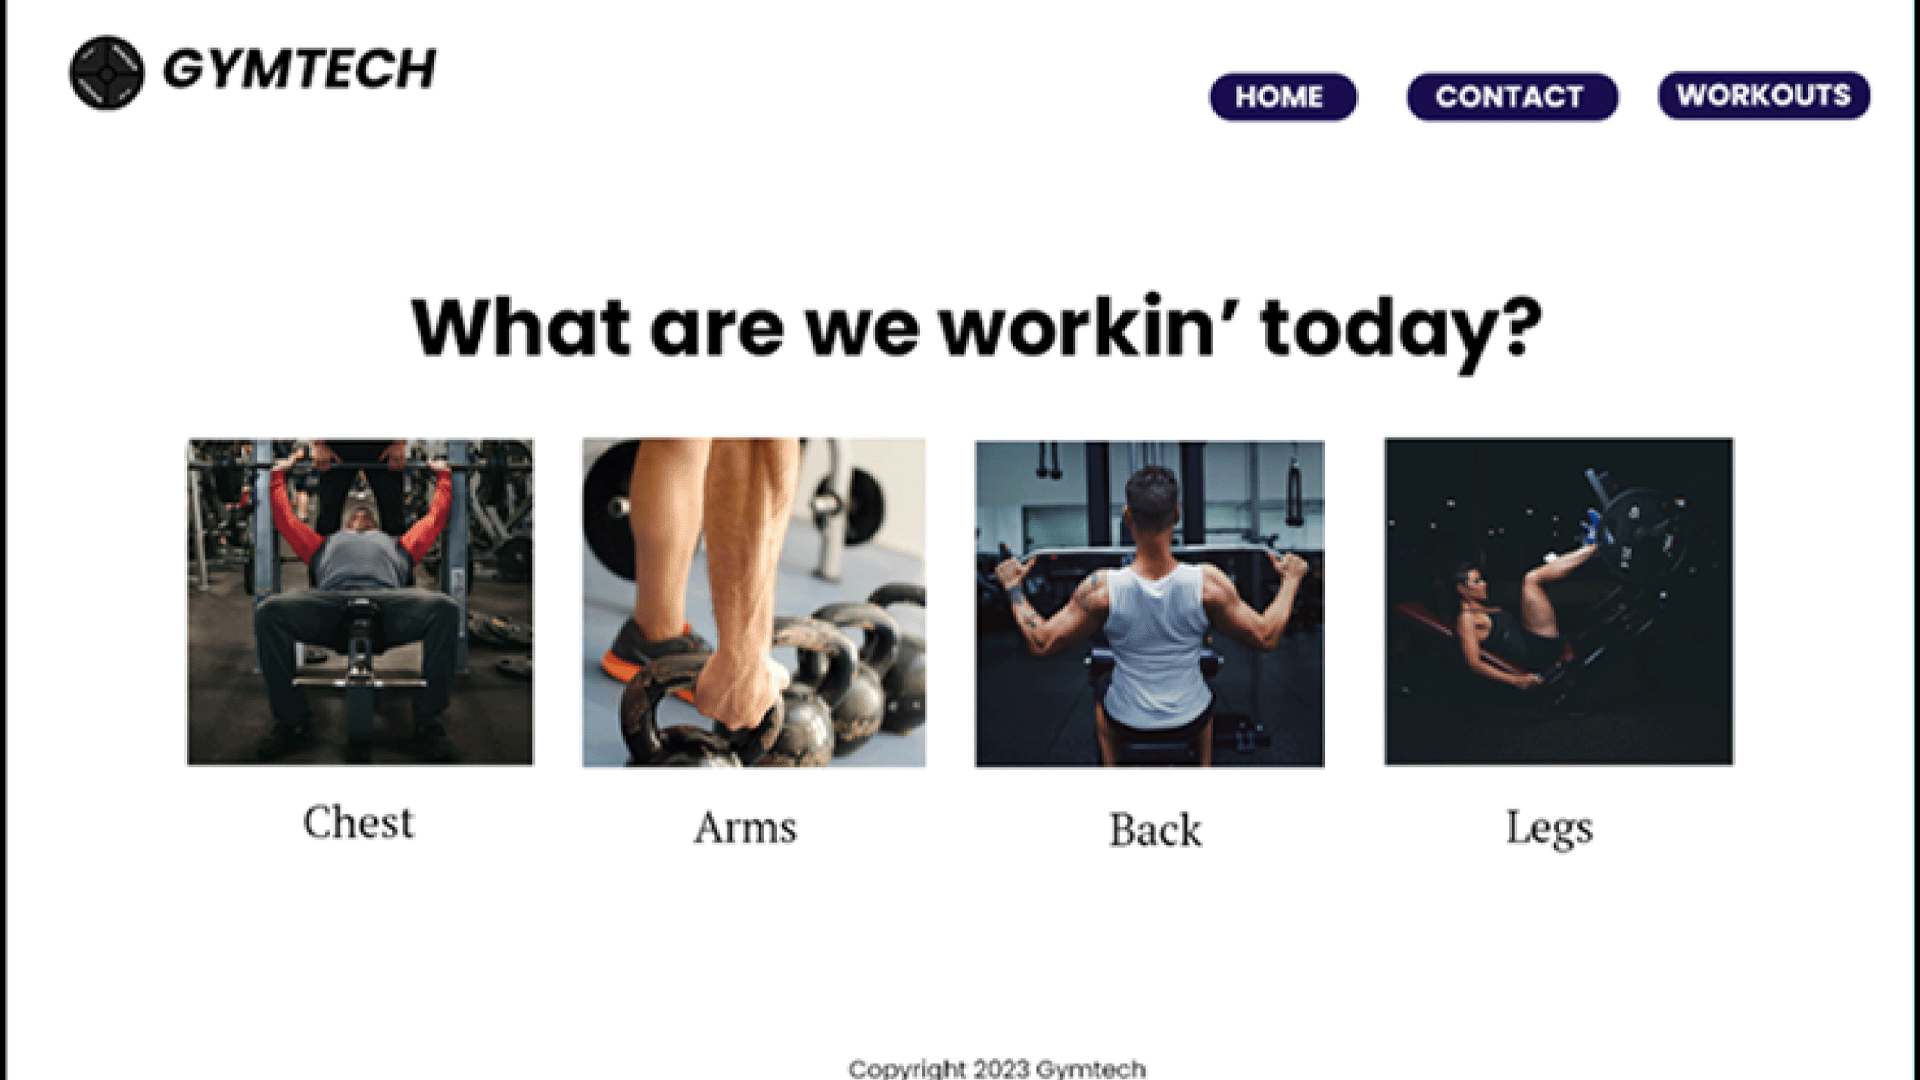 GYMTECH
HOME CONTACT WORKOUTS
What are we workin’ today?
Chest Arms Back Legs
Copyright 2023 Gymtech